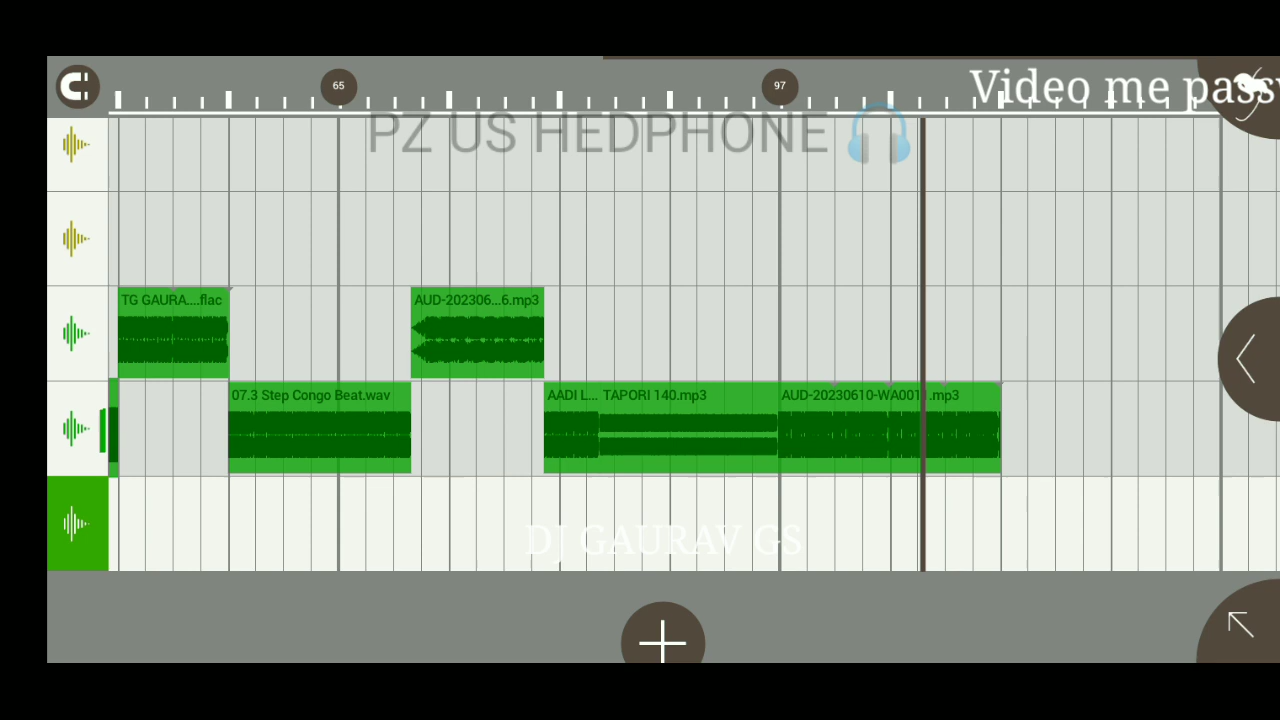 65
97
Video me pass
PZ US HEDPHONE 🎧
TG GAURA....flac
AUD-202306...6.mp3
07.3 Step Congo Beat.wav
AADI L...
TAPORI 140.mp3
AUD-20230610-WA001 .mp3
DJ GAURAV GS